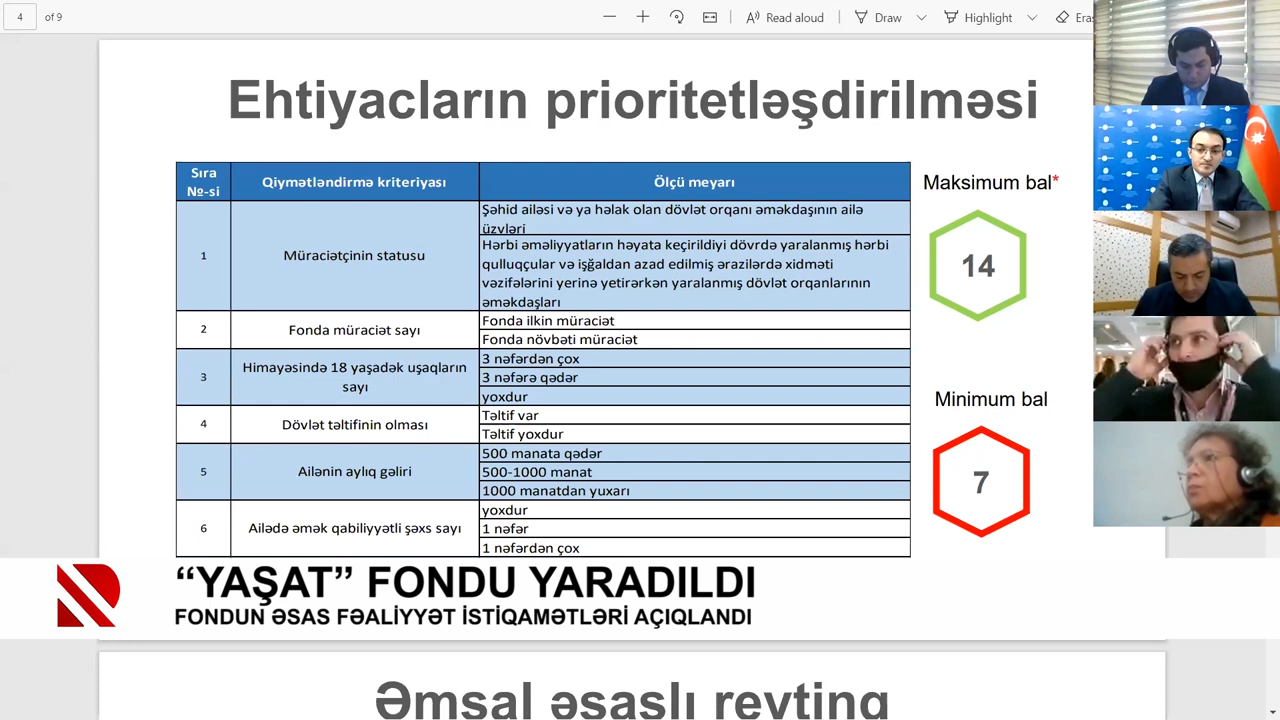 4 of 9
Read aloud
Draw
Highlight
Eras
Ehtiyacların prioritetləşdirilməsi
Sıra
№-si
Qiymətləndirmə kriteriyası
Ölçü meyarı
1
Müraciətçinin statusu
Şəhid ailəsi və ya həlak olan dövlət orqanı əməkdaşının ailə
üzvləri
Hərbi əməliyyatların həyata keçirildiyi dövrdə yaralanmış hərbi
qulluqçular və işğaldan azad edilmiş ərazilərdə xidməti
vəzifələrini yerinə yetirərkən yaralanmış dövlət orqanlarının
əməkdaşları
2
Fonda müraciət sayı
Fonda ilkin müraciət
Fonda növbəti müraciət
3
Himayəsində 18 yaşadək uşaqların
sayı
3 nəfərdən çox
3 nəfərə qədər
yoxdur
4
Dövlət təltifinin olması
Təltif var
Təltif yoxdur
5
Ailənin aylıq gəliri
500 manata qədər
500-1000 manat
1000 manatdan yuxarı
6
Ailədə əmək qabiliyyətli şəxs sayı
yoxdur
1 nəfər
1 nəfərdən çox
Maksimum bal*
14
Minimum bal
7
“YAŞAT” FONDU YARADILDI
FONDUN ƏSAS FƏALİYYƏT İSTİQAMƏTLƏRİ AÇIQLANDI
Əmsal əsaslı reytinq